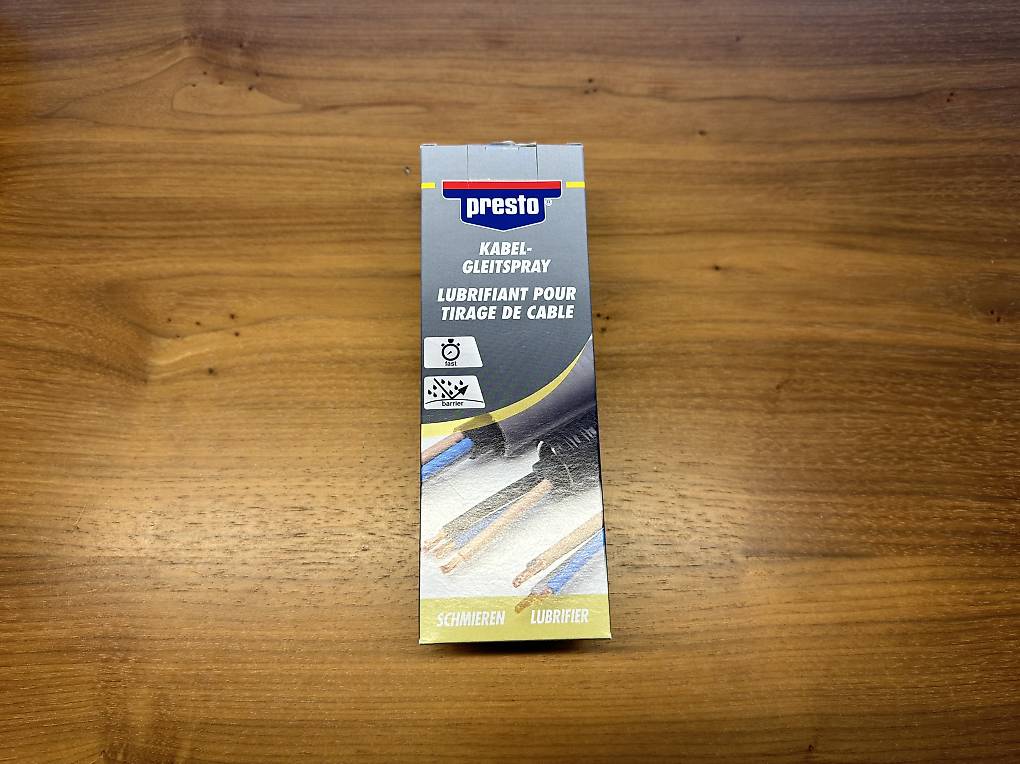 presto®
KABEL-
GLEITSPRAY
LUBRIFIANT POUR
TIRAGE DE CABLE
fast
barrier
SCHMIEREN LUBRIFIER